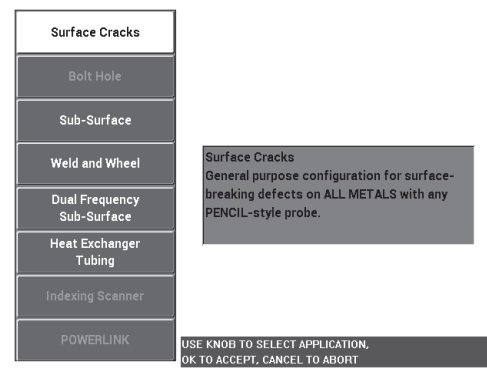 Surface Cracks
Bolt Hole
Sub-Surface
Weld and Wheel
Dual Frequency
Sub-Surface
Heat Exchanger
Tubing
Indexing Scanner
POWERLINK
Surface Cracks
General purpose configuration for surface-
breaking defects on ALL METALS with any
PENCIL-style probe.
USE KNOB TO SELECT APPLICATION,
OK TO ACCEPT, CANCEL TO ABORT